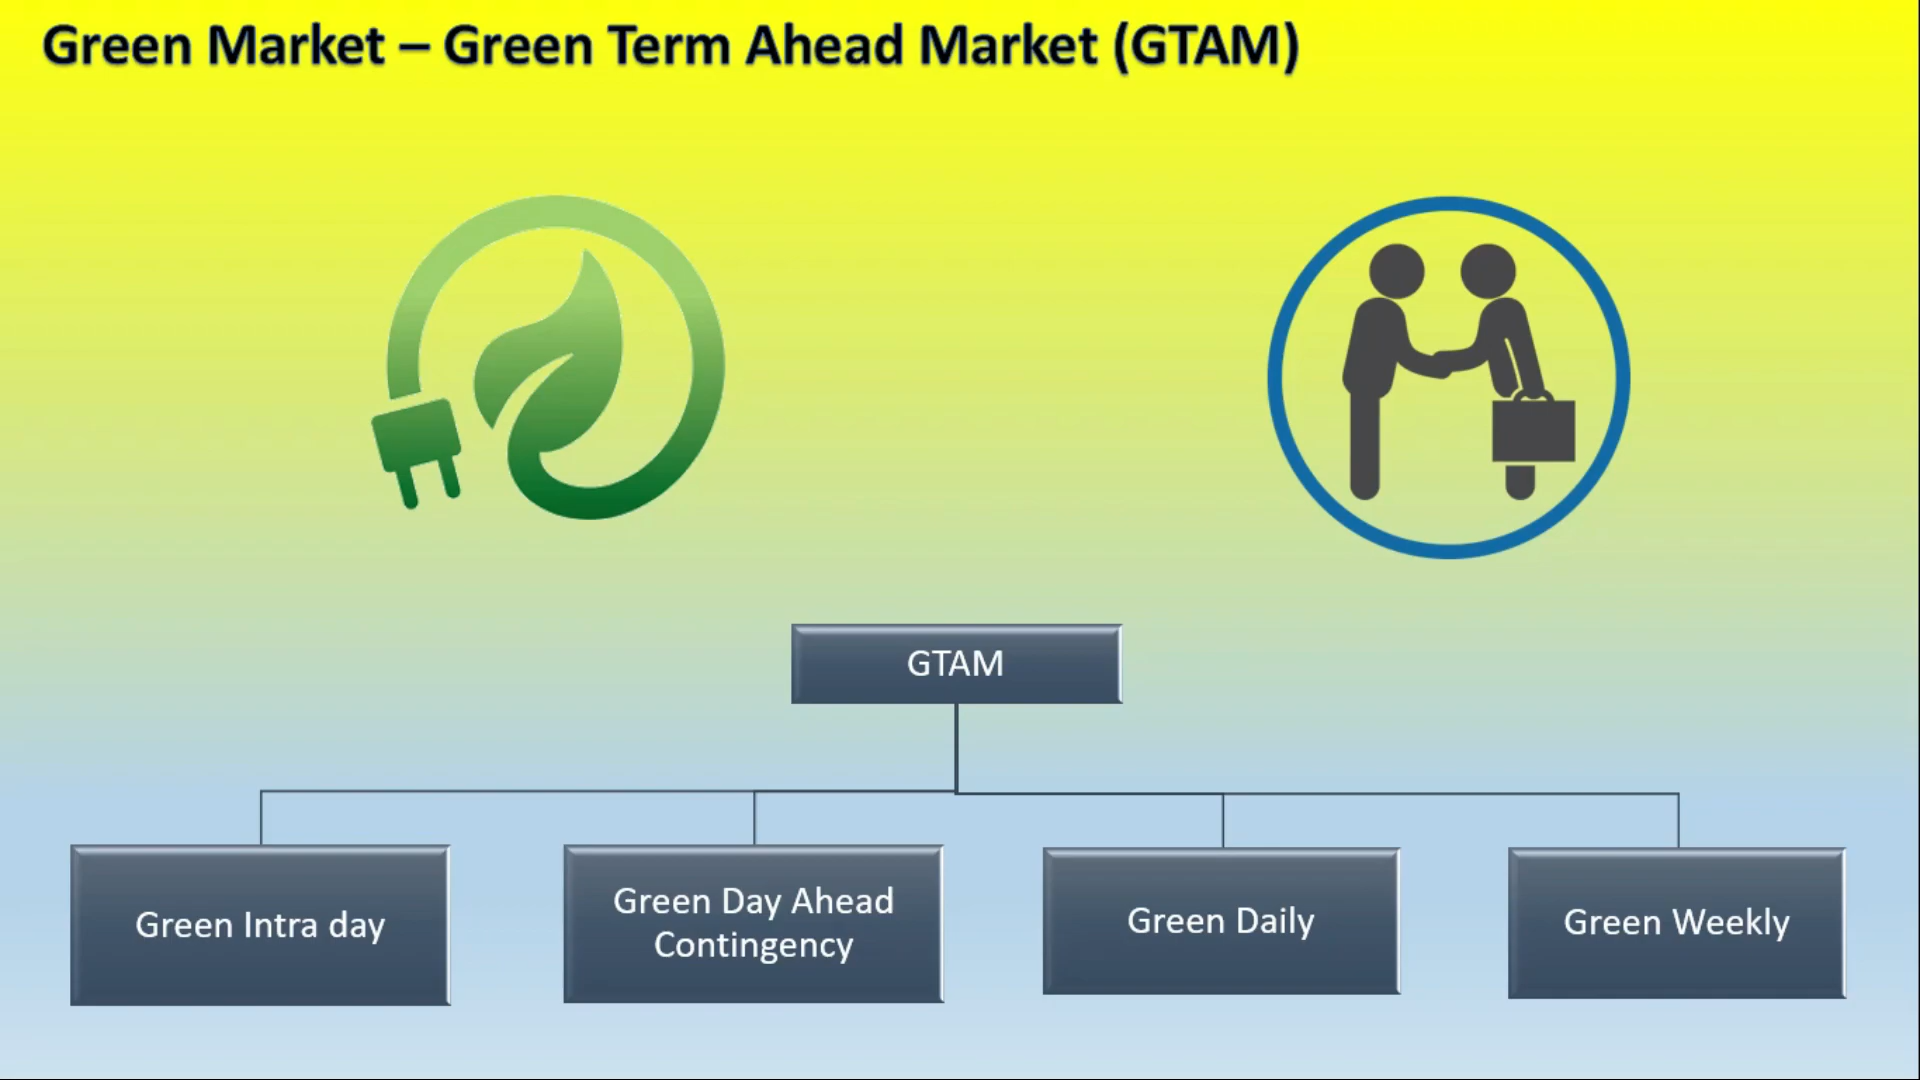 Green Market – Green Term Ahead Market (GTAM)
GTAM
Green Intra day
Green Day Ahead
Contingency
Green Daily
Green Weekly